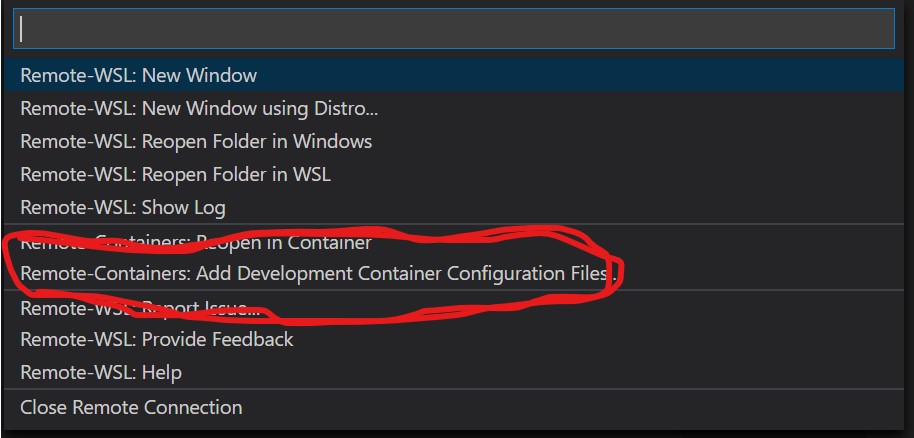 Remote-WSL: New Window
Remote-WSL: New Window using Distro...
Remote-WSL: Reopen Folder in Windows
Remote-WSL: Reopen Folder in WSL
Remote-WSL: Show Log
Remote-Containers: Reopen in Container
Remote-Containers: Add Development Container Configuration Files...
Remote-WSL: Report Issue...
Remote-WSL: Provide Feedback
Remote-WSL: Help
Close Remote Connection